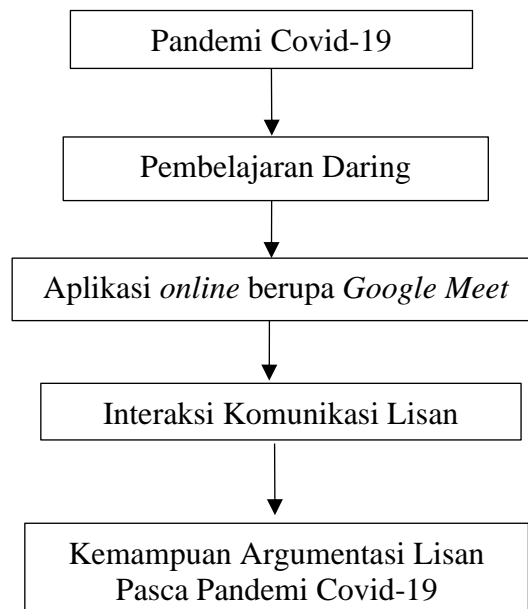 Pandemi Covid-19
Pembelajaran Daring
Aplikasi online berupa Google Meet
Interaksi Komunikasi Lisan
Kemampuan Argumentasi Lisan
Pasca Pandemi Covid-19